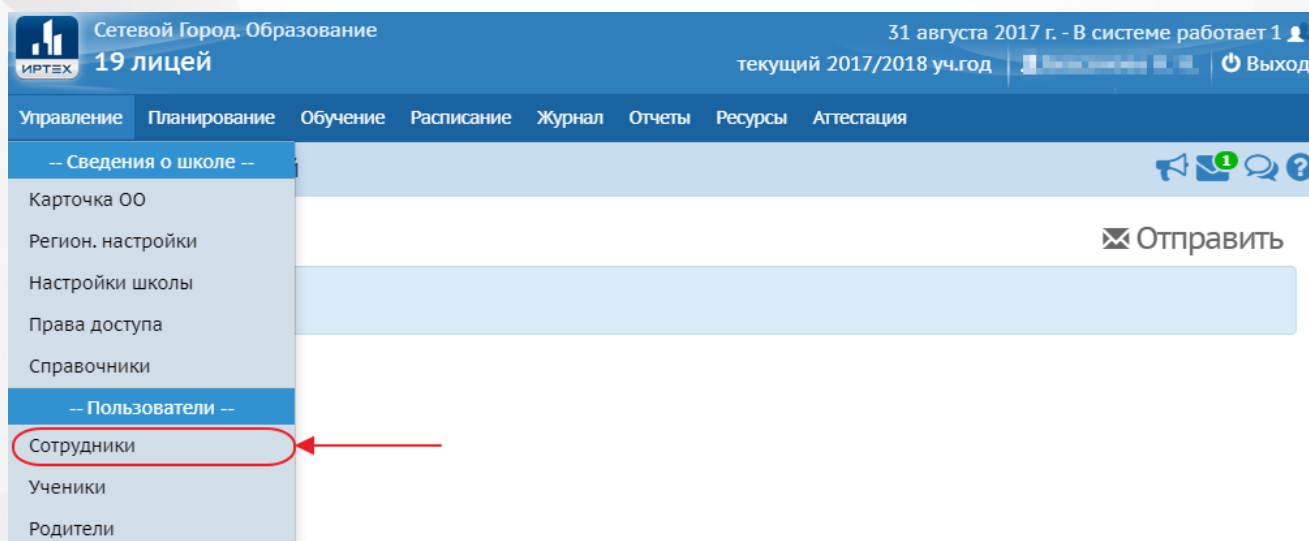 Сетевой Город. Образование
31 августа 2017 г. - В системе работает 1
ИРТЕХ
19 лицей
текущий 2017/2018 уч.год
Выход
Управление Планирование Обучение Расписание Журнал Отчеты Ресурсы Аттестация
-- Сведения о школе --
1
Карточка ОО
Регион. настройки
Отправить
Настройки школы
Права доступа
Справочники
-- Пользователи --
Сотрудники
Ученики
Родители